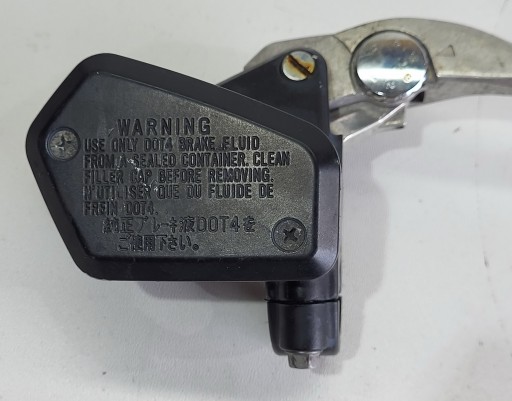 WARNING
USE ONLY DOT4 BRAKE FLUID
FROM A SEALED CONTAINER. CLEAN
FILLER CAP BEFORE REMOVING.
N'UTILISER QUE DU FLUIDE DE
FREIN DOT4.
純正ブレーキ液DOT4を
ご使用下さい。